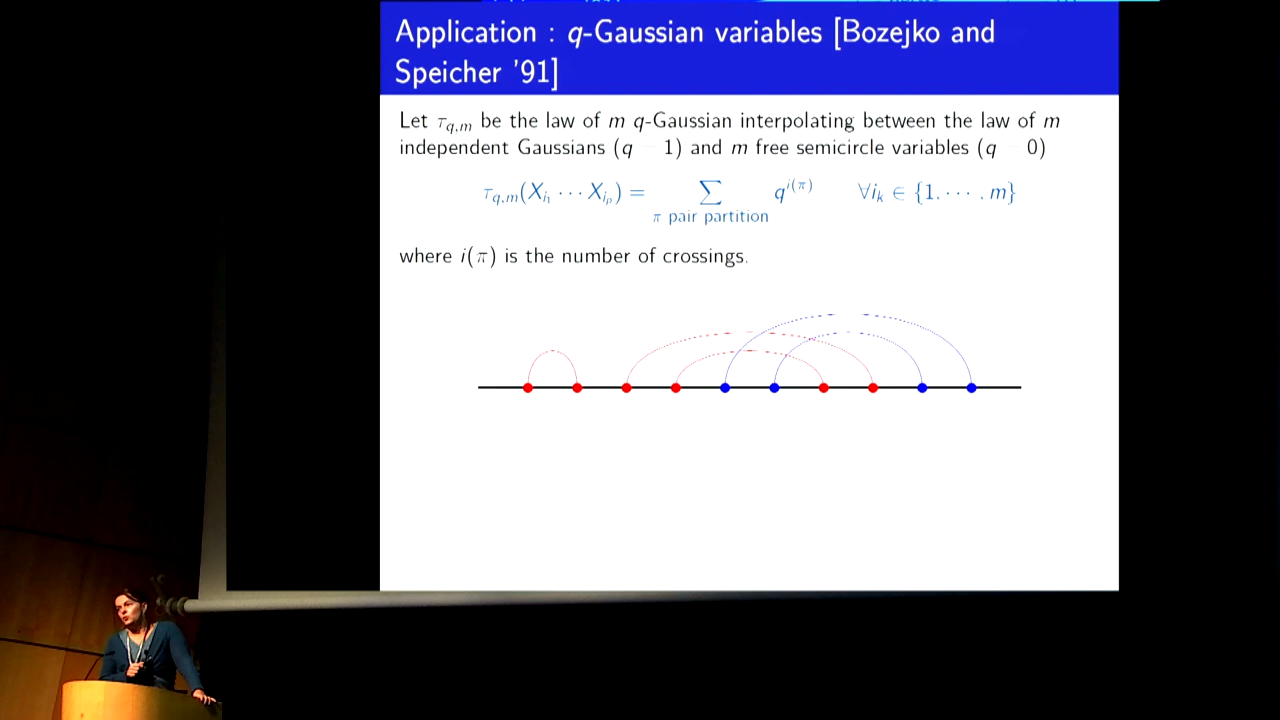 Application : q-Gaussian variables [Bozejko and
Speicher '91]
Let τ_{q,m} be the law of m q-Gaussian interpolating between the law of m
independent Gaussians (q 1) and m free semicircle variables (q 0)
τ_{q,m}(X_{i_1} ⋯ X_{i_p}) = ∑_{π pair partition} q^{i(π)} ∀i_k ∈ {1. ⋯ . m}
where i(π) is the number of crossings.